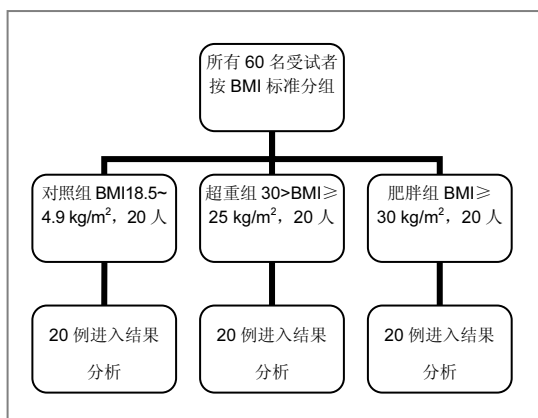 所有 60 名受试者
按 BMI 标准分组
对照组 BMI18.5~
4.9 kg/m², 20 人
超重组 30>BMI≥
25 kg/m², 20 人
肥胖组 BMI≥
30 kg/m², 20 人
20 例进入结果
分析
20 例进入结果
分析
20 例进入结果
分析